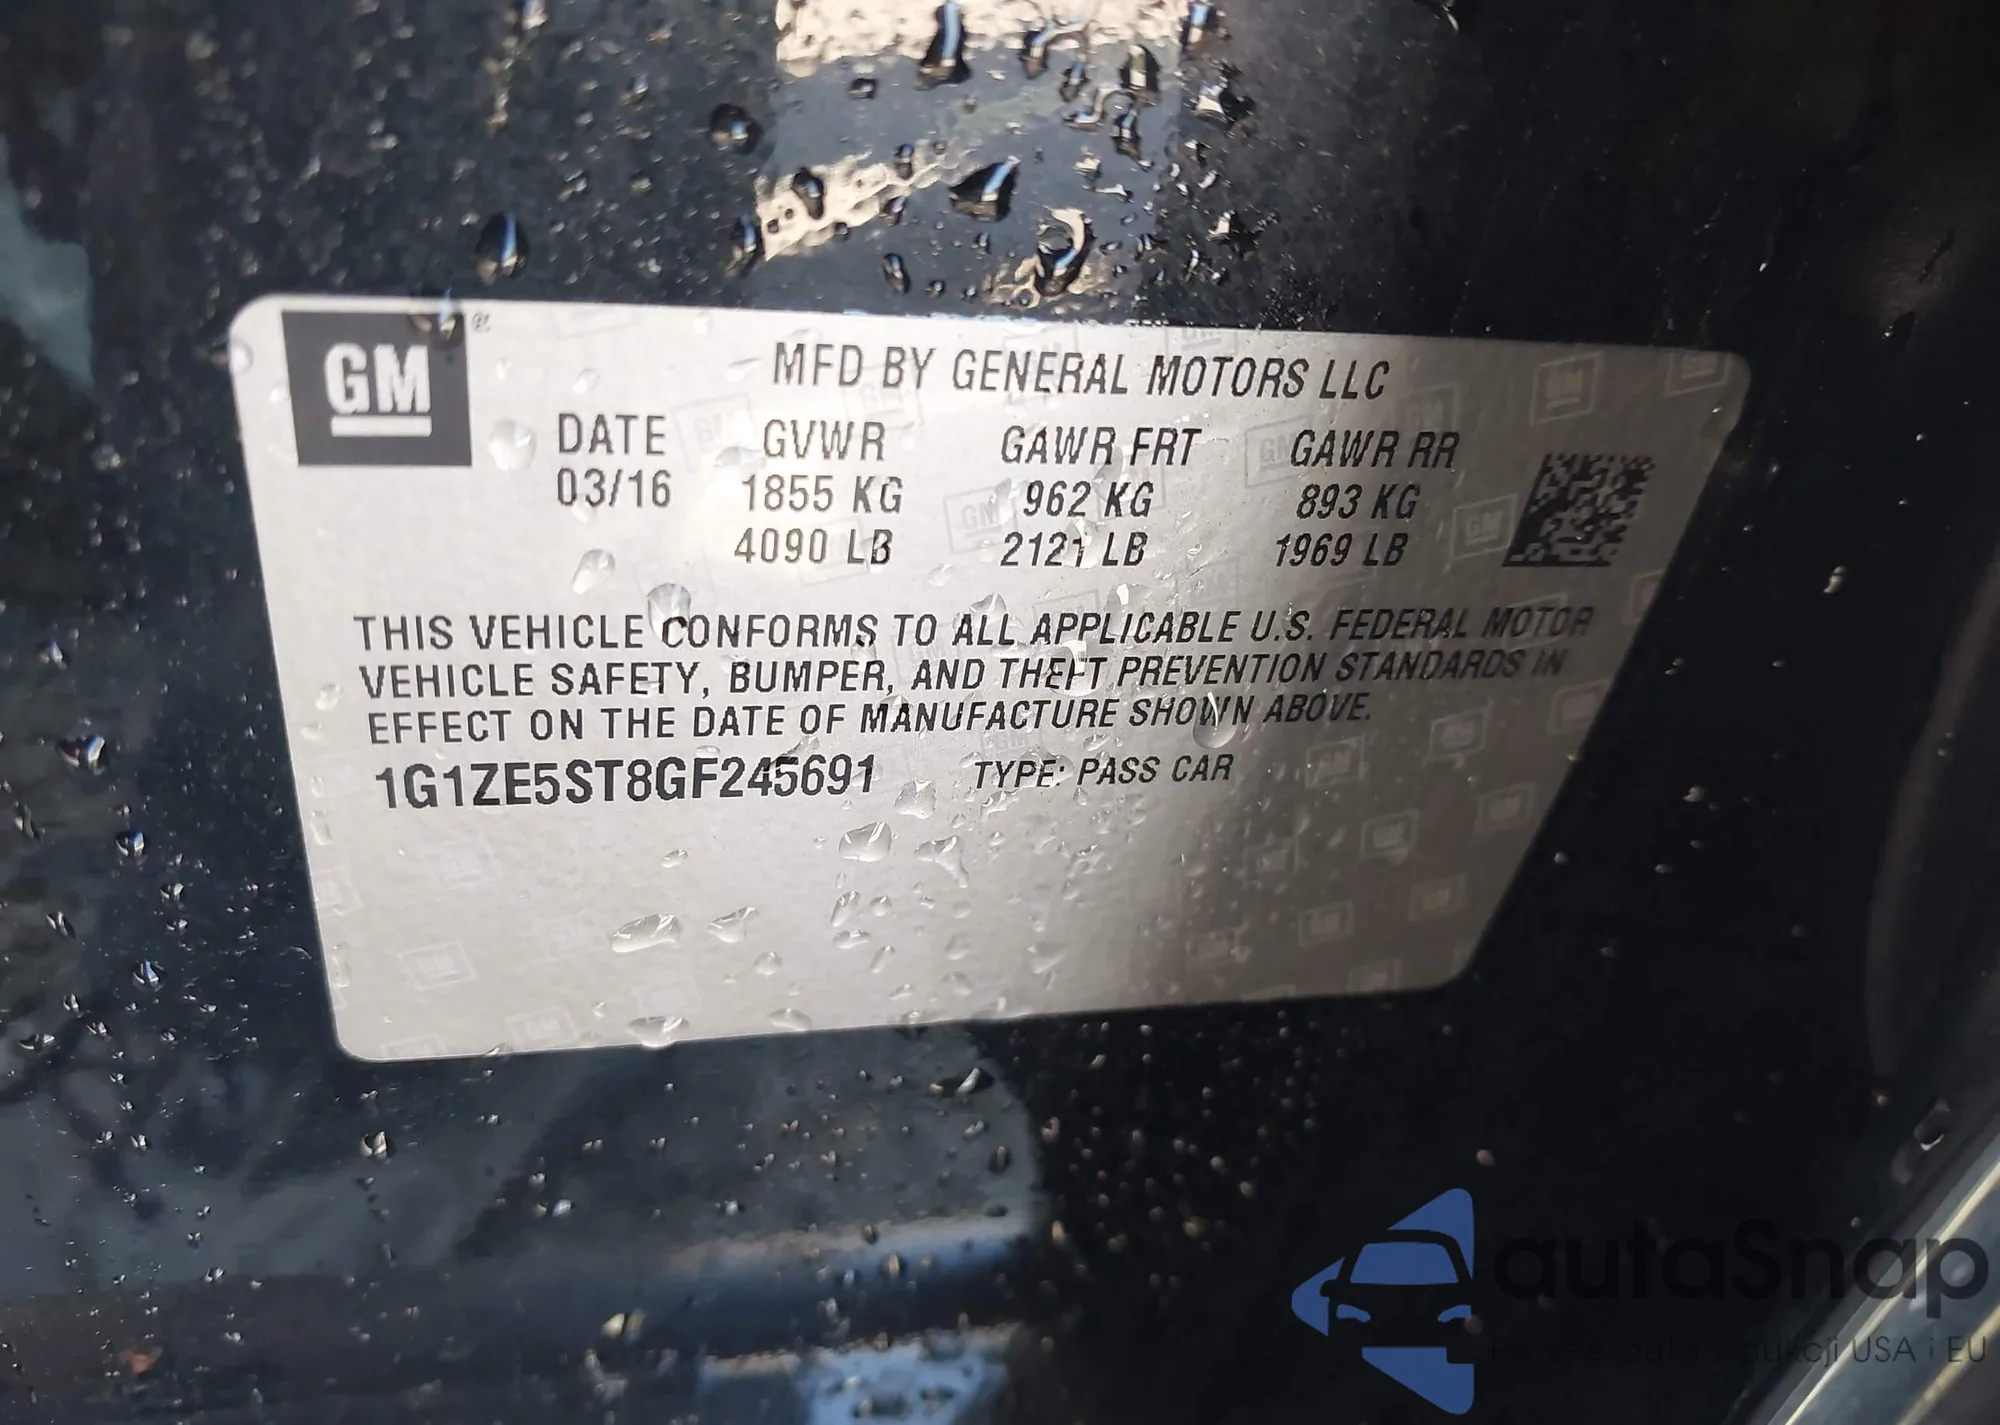 GM ®
MFD BY GENERAL MOTORS LLC
DATE GVWR GAWR FRT GAWR RR
03/16 1855 KG 962 KG 893 KG
4090 LB 2121 LB 1969 LB
THIS VEHICLE CONFORMS TO ALL APPLICABLE U.S. FEDERAL MOTOR
VEHICLE SAFETY, BUMPER, AND THEFT PREVENTION STANDARDS IN
EFFECT ON THE DATE OF MANUFACTURE SHOWN ABOVE.
1G1ZE5ST8GF245691 TYPE: PASS CAR
autaSnap
USA i EU